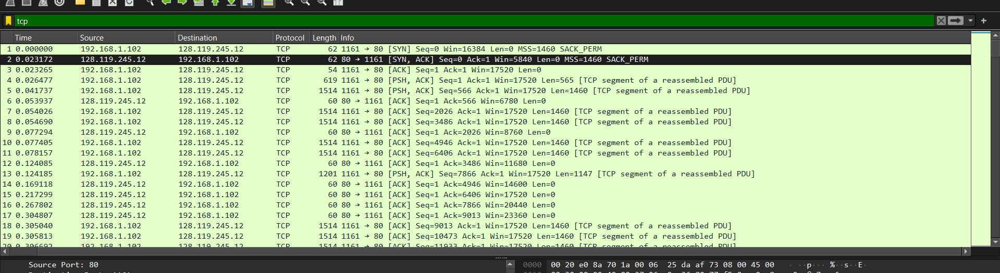 tcp
Time Source Destination Protocol Length Info
1 0.000000 192.168.1.102 128.119.245.12 TCP 62 1161 → 80 [SYN] Seq=0 Win=16384 Len=0 MSS=1460 SACK_PERM
2 0.023172 128.119.245.12 192.168.1.102 TCP 62 80 → 1161 [SYN, ACK] Seq=0 Ack=1 Win=5840 Len=0 MSS=1460 SACK_PERM
3 0.023265 192.168.1.102 128.119.245.12 TCP 54 1161 → 80 [ACK] Seq=1 Ack=1 Win=17520 Len=0
4 0.026477 192.168.1.102 128.119.245.12 TCP 619 1161 → 80 [PSH, ACK] Seq=1 Ack=1 Win=17520 Len=565 [TCP segment of a reassembled PDU]
5 0.041737 192.168.1.102 128.119.245.12 TCP 1514 1161 → 80 [PSH, ACK] Seq=566 Ack=1 Win=17520 Len=1460 [TCP segment of a reassembled PDU]
6 0.053937 128.119.245.12 192.168.1.102 TCP 60 80 → 1161 [ACK] Seq=1 Ack=566 Win=6780 Len=0
7 0.054026 192.168.1.102 128.119.245.12 TCP 1514 1161 → 80 [ACK] Seq=2026 Ack=1 Win=17520 Len=1460 [TCP segment of a reassembled PDU]
8 0.054690 192.168.1.102 128.119.245.12 TCP 1514 1161 → 80 [ACK] Seq=3486 Ack=1 Win=17520 Len=1460 [TCP segment of a reassembled PDU]
9 0.077294 128.119.245.12 192.168.1.102 TCP 60 80 → 1161 [ACK] Seq=1 Ack=2026 Win=8760 Len=0
10 0.077405 192.168.1.102 128.119.245.12 TCP 1514 1161 → 80 [ACK] Seq=4946 Ack=1 Win=17520 Len=1460 [TCP segment of a reassembled PDU]
11 0.078157 192.168.1.102 128.119.245.12 TCP 1514 1161 → 80 [ACK] Seq=6406 Ack=1 Win=17520 Len=1460 [TCP segment of a reassembled PDU]
12 0.124085 128.119.245.12 192.168.1.102 TCP 60 80 → 1161 [ACK] Seq=1 Ack=3486 Win=11680 Len=0
13 0.124185 192.168.1.102 128.119.245.12 TCP 1201 1161 → 80 [PSH, ACK] Seq=7866 Ack=1 Win=17520 Len=1147 [TCP segment of a reassembled PDU]
14 0.169118 128.119.245.12 192.168.1.102 TCP 60 80 → 1161 [ACK] Seq=1 Ack=4946 Win=14600 Len=0
15 0.217299 128.119.245.12 192.168.1.102 TCP 60 80 → 1161 [ACK] Seq=1 Ack=6406 Win=17520 Len=0
16 0.267802 128.119.245.12 192.168.1.102 TCP 60 80 → 1161 [ACK] Seq=1 Ack=7866 Win=20440 Len=0
17 0.304807 128.119.245.12 192.168.1.102 TCP 60 80 → 1161 [ACK] Seq=1 Ack=9013 Win=23360 Len=0
18 0.305040 192.168.1.102 128.119.245.12 TCP 1514 1161 → 80 [ACK] Seq=9013 Ack=1 Win=17520 Len=1460 [TCP segment of a reassembled PDU]
19 0.305813 192.168.1.102 128.119.245.12 TCP 1514 1161 → 80 [ACK] Seq=10473 Ack=1 Win=17520 Len=1460 [TCP segment of a reassembled PDU]
20 0.306692 192.168.1.102 128.119.245.12 TCP 1514 1161 → 80 [ACK] Seq=11933 Ack=1 Win=17520 Len=1460 [TCP segment of a reassembled PDU]
Source Port: 80
0000 00 20 e0 8a 70 1a 00 06 25 da af 73 08 00 45 00 · ··p··· %··s··E·